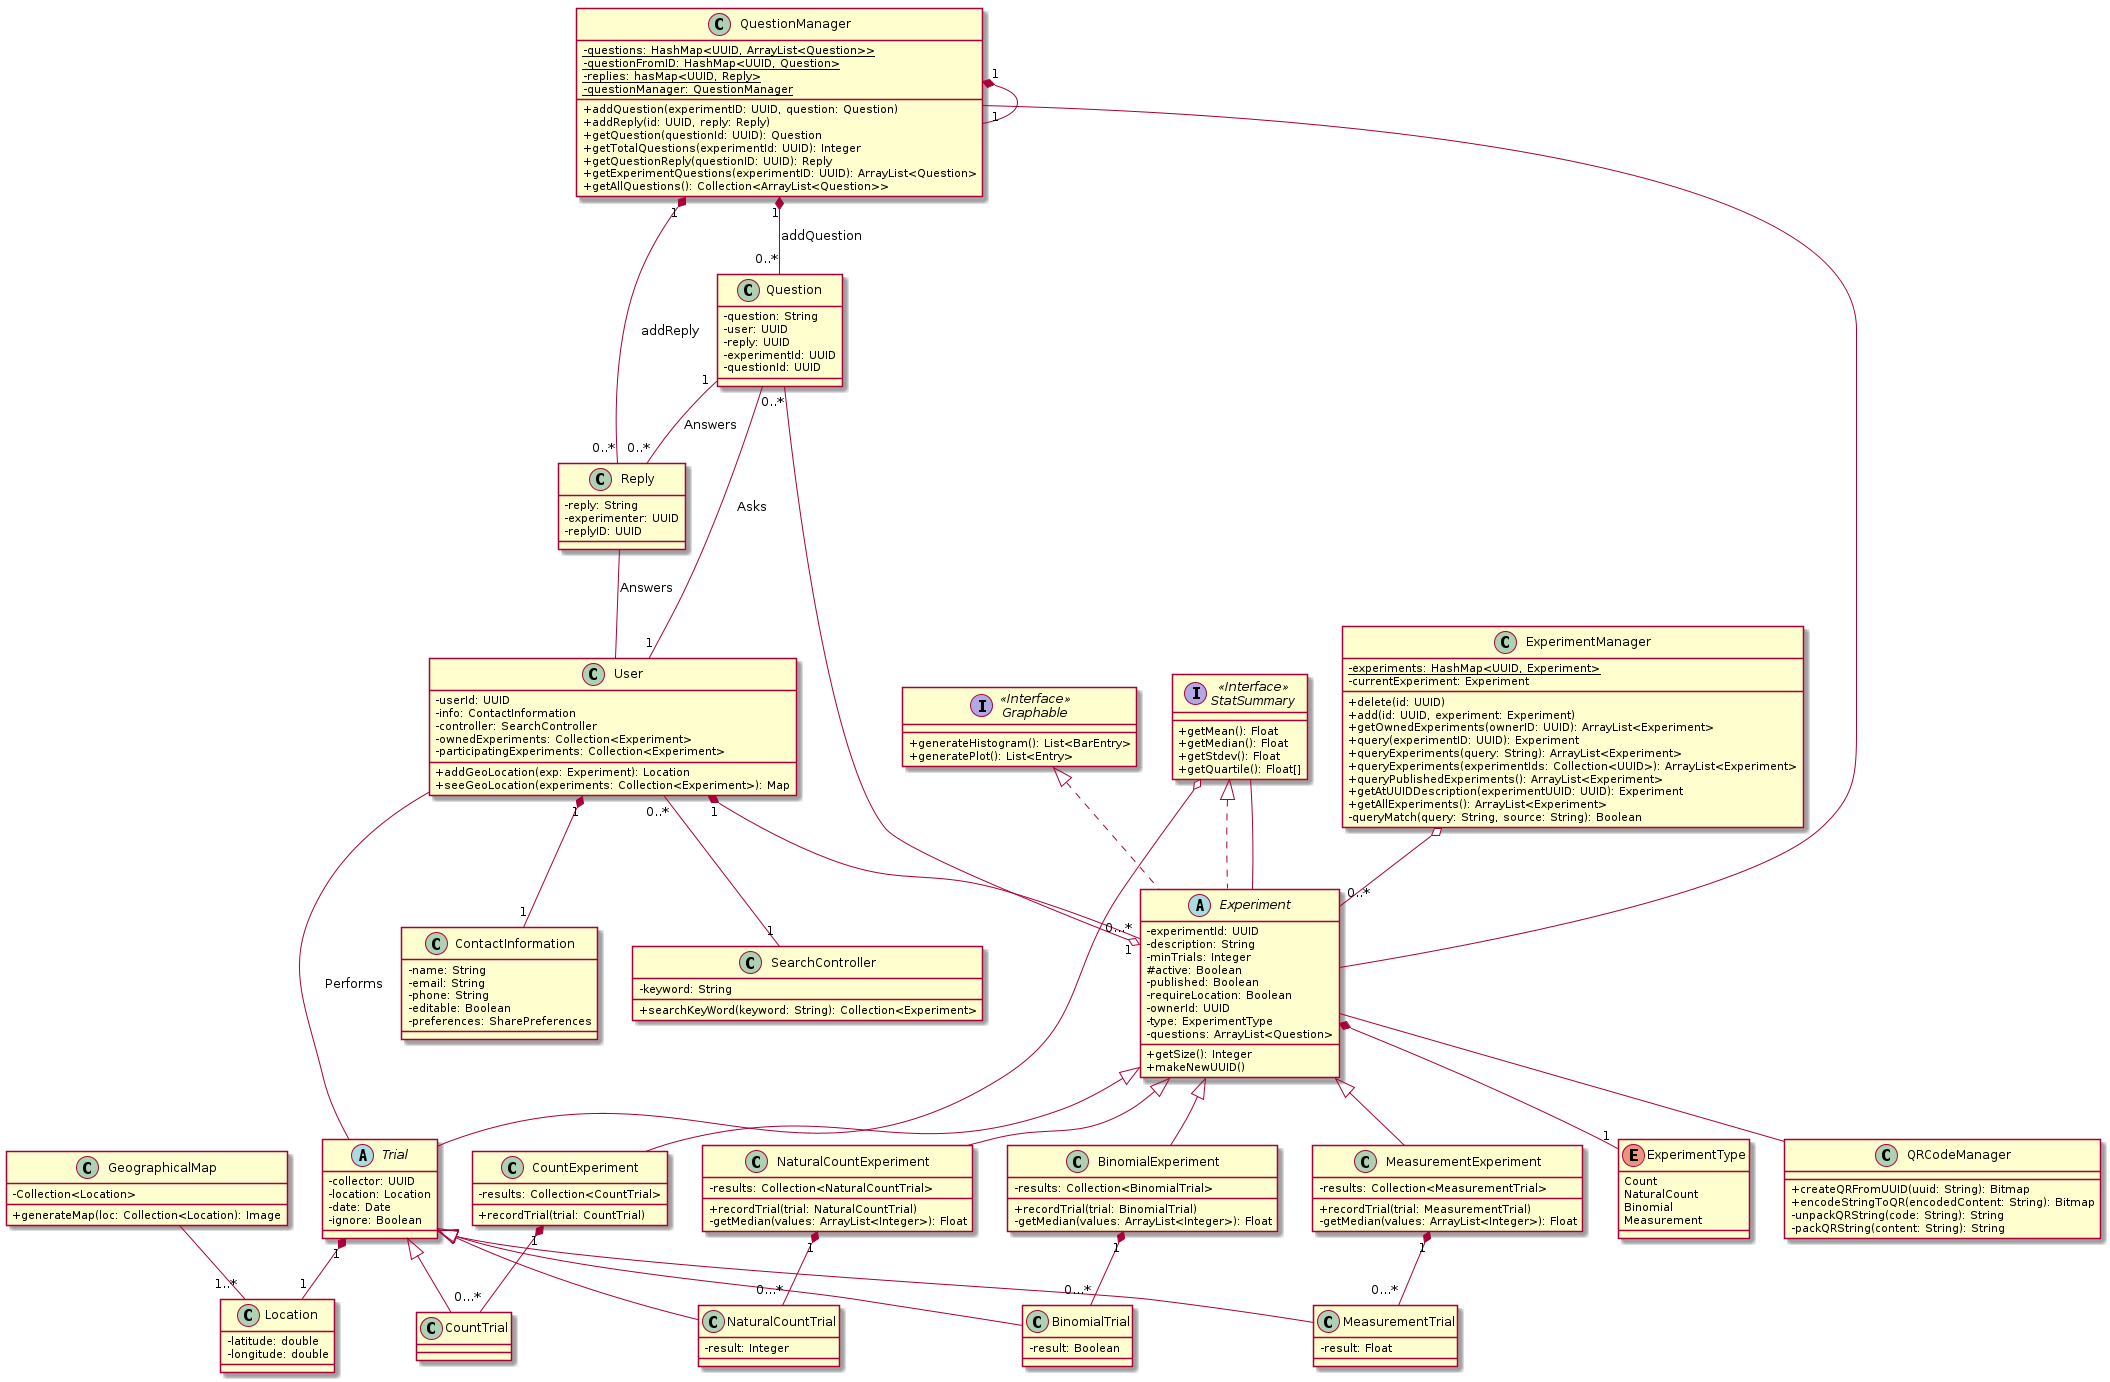 C QuestionManager
-questions: HashMap<UUID, ArrayList<Question>>
-questionFromID: HashMap<UUID, Question>
-replies: hasMap<UUID, Reply>
-questionManager: QuestionManager
+addQuestion(experimentID: UUID, question: Question)
+addReply(id: UUID, reply: Reply)
+getQuestion(questionId: UUID): Question
+getTotalQuestions(experimentId: UUID): Integer
+getQuestionReply(questionID: UUID): Reply
+getExperimentQuestions(experimentID: UUID): ArrayList<Question>
+getAllQuestions(): Collection<ArrayList<Question>>
1
1
1
1
addQuestion
0..*
C Question
-question: String
-user: UUID
-reply: UUID
-experimentId: UUID
-questionId: UUID
addReply
1
0..*
Answers
0..*
0..*
C Reply
-reply: String
-experimenter: UUID
-replyID: UUID
Asks
Answers
1
C User
-userId: UUID
-info: ContactInformation
-controller: SearchController
-ownedExperiments: Collection<Experiment>
-participatingExperiments: Collection<Experiment>
+addGeoLocation(exp: Experiment): Location
+seeGeoLocation(experiments: Collection<Experiment>): Map
I «Interface»
Graphable
+generateHistogram(): List<BarEntry>
+generatePlot(): List<Entry>
I «Interface»
StatSummary
+getMean(): Float
+getMedian(): Float
+getStdev(): Float
+getQuartile(): Float[]
C ExperimentManager
-experiments: HashMap<UUID, Experiment>
-currentExperiment: Experiment
+delete(id: UUID)
+add(id: UUID, experiment: Experiment)
+getOwnedExperiments(ownerID: UUID): ArrayList<Experiment>
+query(experimentID: UUID): Experiment
+queryExperiments(query: String): ArrayList<Experiment>
+queryExperiments(experimentIds: Collection<UUID>): ArrayList<Experiment>
+queryPublishedExperiments(): ArrayList<Experiment>
+getAtUUIDDescription(experimentUUID: UUID): Experiment
+getAllExperiments(): ArrayList<Experiment>
-queryMatch(query: String, source: String): Boolean
1
0..*
1
0..*
1
1
0..*
1
C ContactInformation
-name: String
-email: String
-phone: String
-editable: Boolean
-preferences: SharePreferences
C SearchController
-keyword: String
+searchKeyWord(keyword: String): Collection<Experiment>
A Experiment
-experimentId: UUID
-description: String
-minTrials: Integer
#active: Boolean
-published: Boolean
-requireLocation: Boolean
-ownerId: UUID
-type: ExperimentType
-questions: ArrayList<Question>
+getSize(): Integer
+makeNewUUID()
Performs
1
C GeographicalMap
-Collection<Location>
+generateMap(loc: Collection<Location): Image
A Trial
-collector: UUID
-location: Location
-date: Date
-ignore: Boolean
C CountExperiment
-results: Collection<CountTrial>
+recordTrial(trial: CountTrial)
C NaturalCountExperiment
-results: Collection<NaturalCountTrial>
+recordTrial(trial: NaturalCountTrial)
-getMedian(values: ArrayList<Integer>): Float
C BinomialExperiment
-results: Collection<BinomialTrial>
+recordTrial(trial: BinomialTrial)
-getMedian(values: ArrayList<Integer>): Float
C MeasurementExperiment
-results: Collection<MeasurementTrial>
+recordTrial(trial: MeasurementTrial)
-getMedian(values: ArrayList<Integer>): Float
E ExperimentType
Count
NaturalCount
Binomial
Measurement
C QRCodeManager
+createQRFromUUID(uuid: String): Bitmap
+encodeStringToQR(encodedContent: String): Bitmap
-unpackQRString(code: String): String
-packQRString(content: String): String
1
1
1
1
1
1..*
1
0...*
0...*
0...*
0...*
C Location
-latitude: double
-longitude: double
C CountTrial
C NaturalCountTrial
-result: Integer
C BinomialTrial
-result: Boolean
C MeasurementTrial
-result: Float